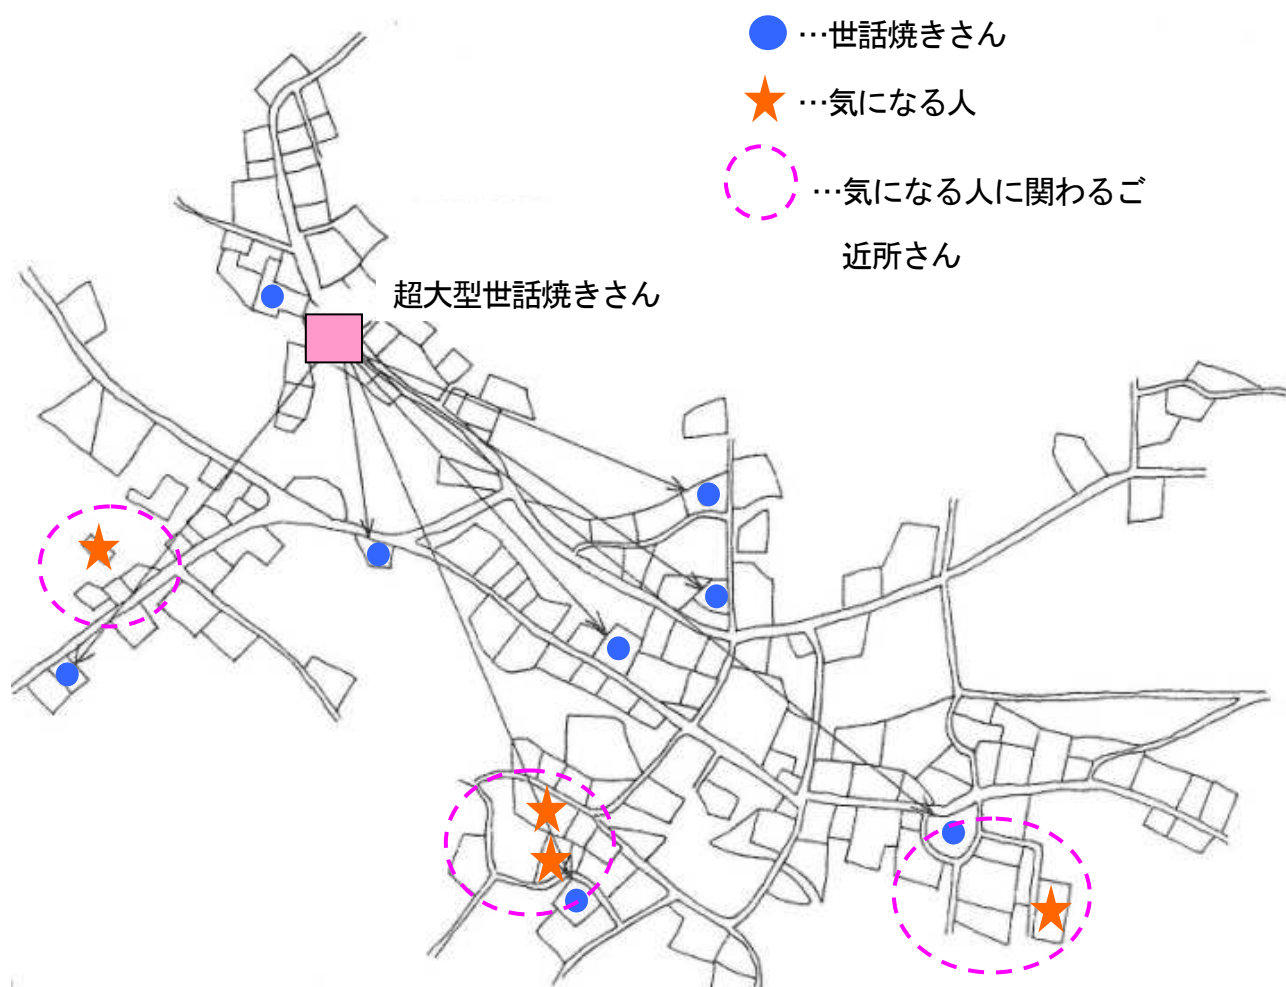 …世話焼きさん
…気になる人
…気になる人に関わるご
近所さん
超大型世話焼きさん